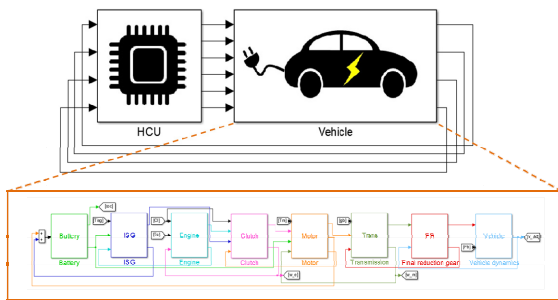 HCU
Vehicle
Battery
ISG
Engine
Clutch
Motor
Trans
FR
Vehicle
Battery
ISG
Engine
Clutch
Motor
Transmission
Final reduction gear
Vehicle dynamics